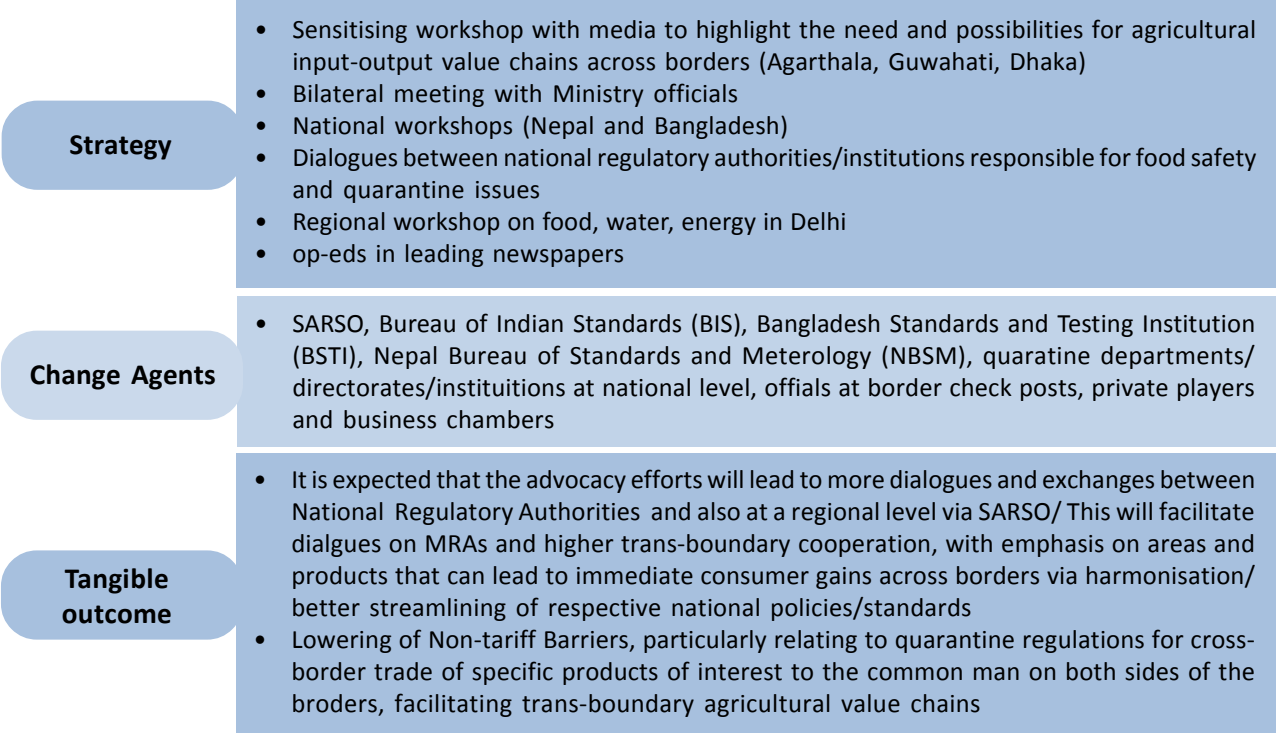 Strategy
• Sensitising workshop with media to highlight the need and possibilities for agricultural
input-output value chains across borders (Agarthala, Guwahati, Dhaka)
• Bilateral meeting with Ministry officials
• National workshops (Nepal and Bangladesh)
• Dialogues between national regulatory authorities/institutions responsible for food safety
and quarantine issues
• Regional workshop on food, water, energy in Delhi
• op-eds in leading newspapers
Change Agents
• SARSO, Bureau of Indian Standards (BIS), Bangladesh Standards and Testing Institution
(BSTI), Nepal Bureau of Standards and Meterology (NBSM), quaratine departments/
directorates/instituitions at national level, offials at border check posts, private players
and business chambers
Tangible
outcome
• It is expected that the advocacy efforts will lead to more dialogues and exchanges between
National Regulatory Authorities and also at a regional level via SARSO/ This will facilitate
dialgues on MRAs and higher trans-boundary cooperation, with emphasis on areas and
products that can lead to immediate consumer gains across borders via harmonisation/
better streamlining of respective national policies/standards
• Lowering of Non-tariff Barriers, particularly relating to quarantine regulations for cross-
border trade of specific products of interest to the common man on both sides of the
broders, facilitating trans-boundary agricultural value chains